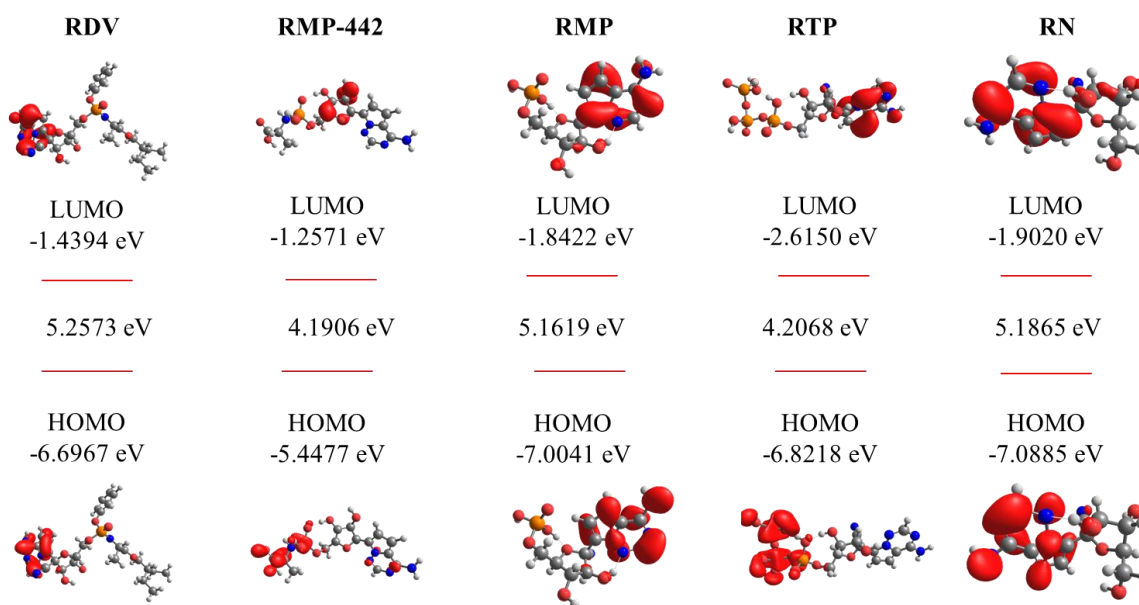 RDV RMP-442 RMP RTP RN
LUMO LUMO LUMO LUMO LUMO
-1.4394 eV -1.2571 eV -1.8422 eV -2.6150 eV -1.9020 eV
5.2573 eV 4.1906 eV 5.1619 eV 4.2068 eV 5.1865 eV
HOMO HOMO HOMO HOMO HOMO
-6.6967 eV -5.4477 eV -7.0041 eV -6.8218 eV -7.0885 eV